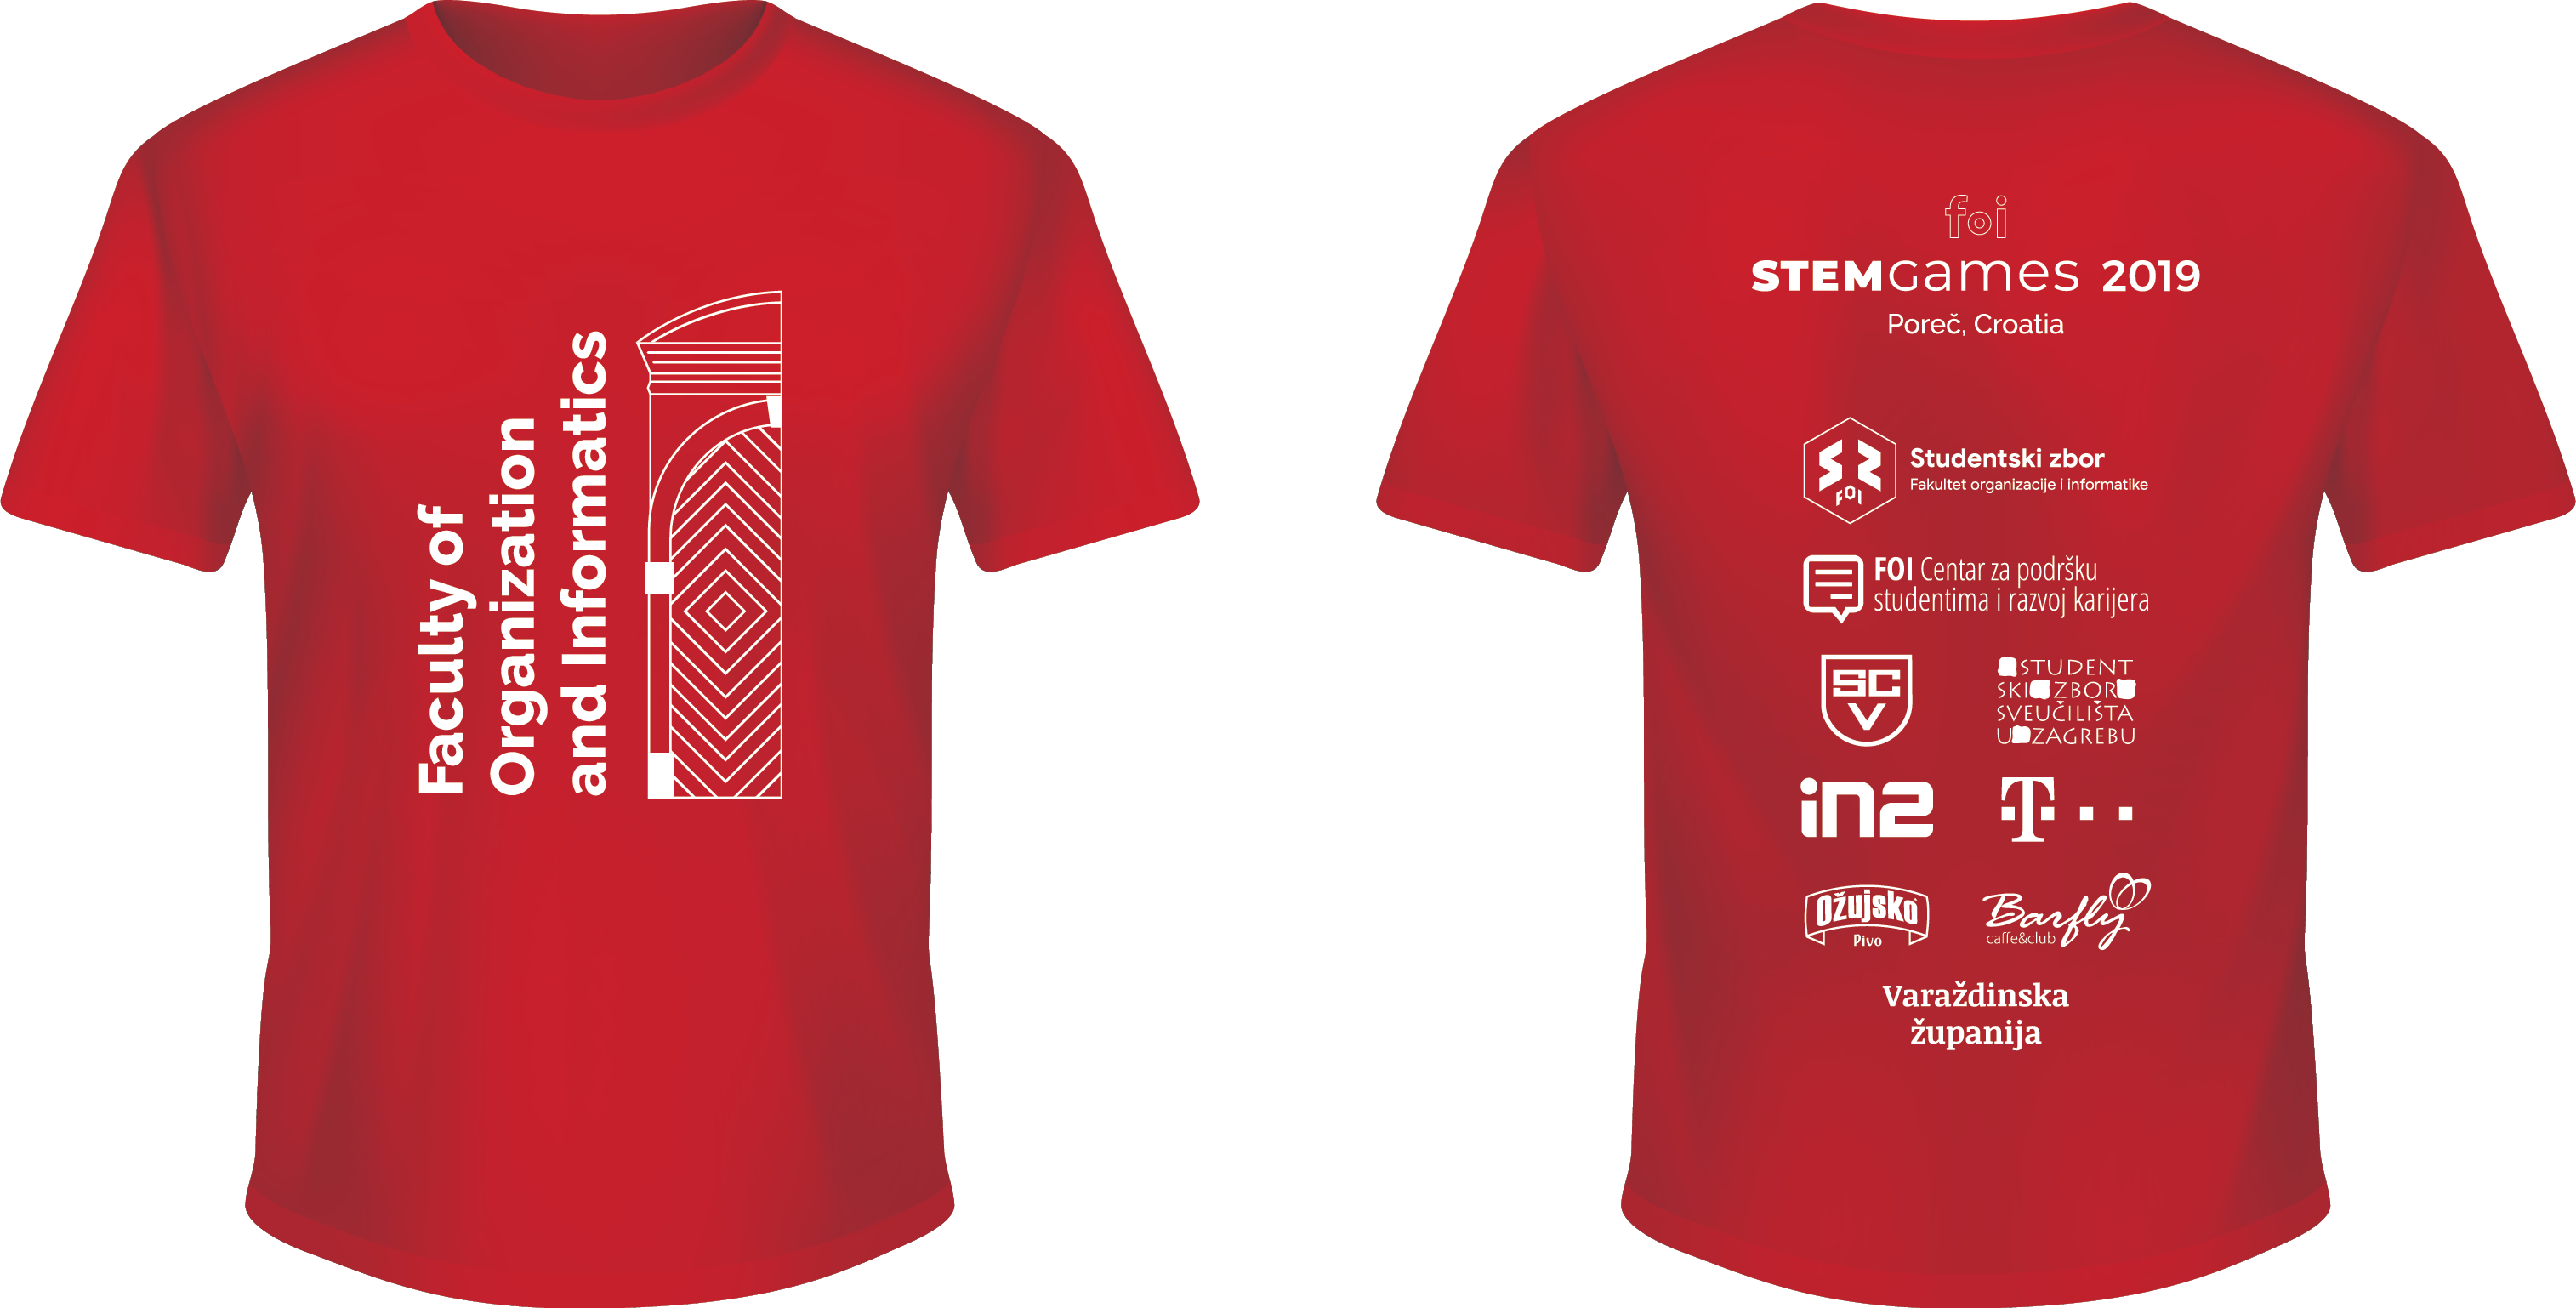 Faculty of
Organization
and Informatics
foi
STEMGames 2019
Poreč, Croatia
Studentski zbor
Fakultet organizacije i informatike
FOI
FOI Centar za podršku
studentima i razvoj karijera
SC
V
STUDENT
SKI ZBOR
SVEUČILIŠTA
U ZAGREBU
in2
T
Ožujsko
Pivo
Barfly
caffe&club
Varaždinska
županija